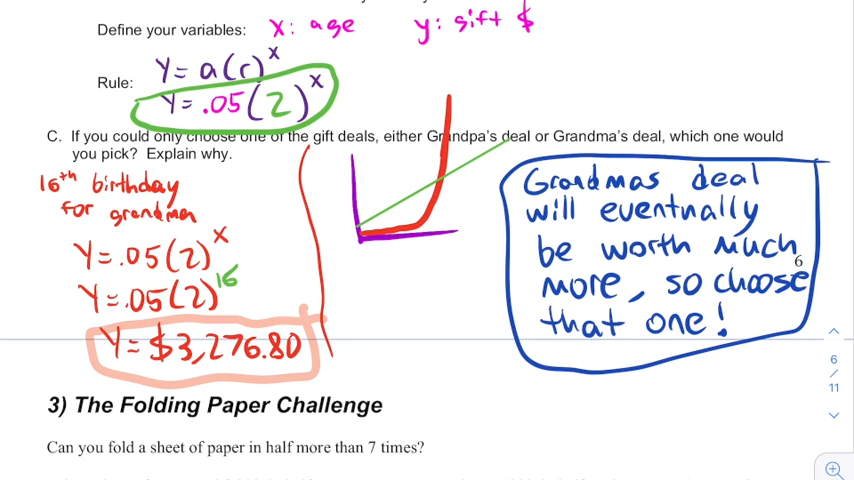 Define your variables: x: age y: gift $
Y = a(r)^x
Rule:
Y = .05(2)^x
C. If you could only choose one of the gift deals, either Grandpa's deal or Grandma's deal, which one would
you pick? Explain why.
16th birthday
for grandma
Y = .05(2)^x
Y = .05(2)^16
Y = $3,276.80
Grandmas deal
will eventually
be worth much
6
more, so choose
that one!
6
/
11
3) The Folding Paper Challenge
Can you fold a sheet of paper in half more than 7 times?